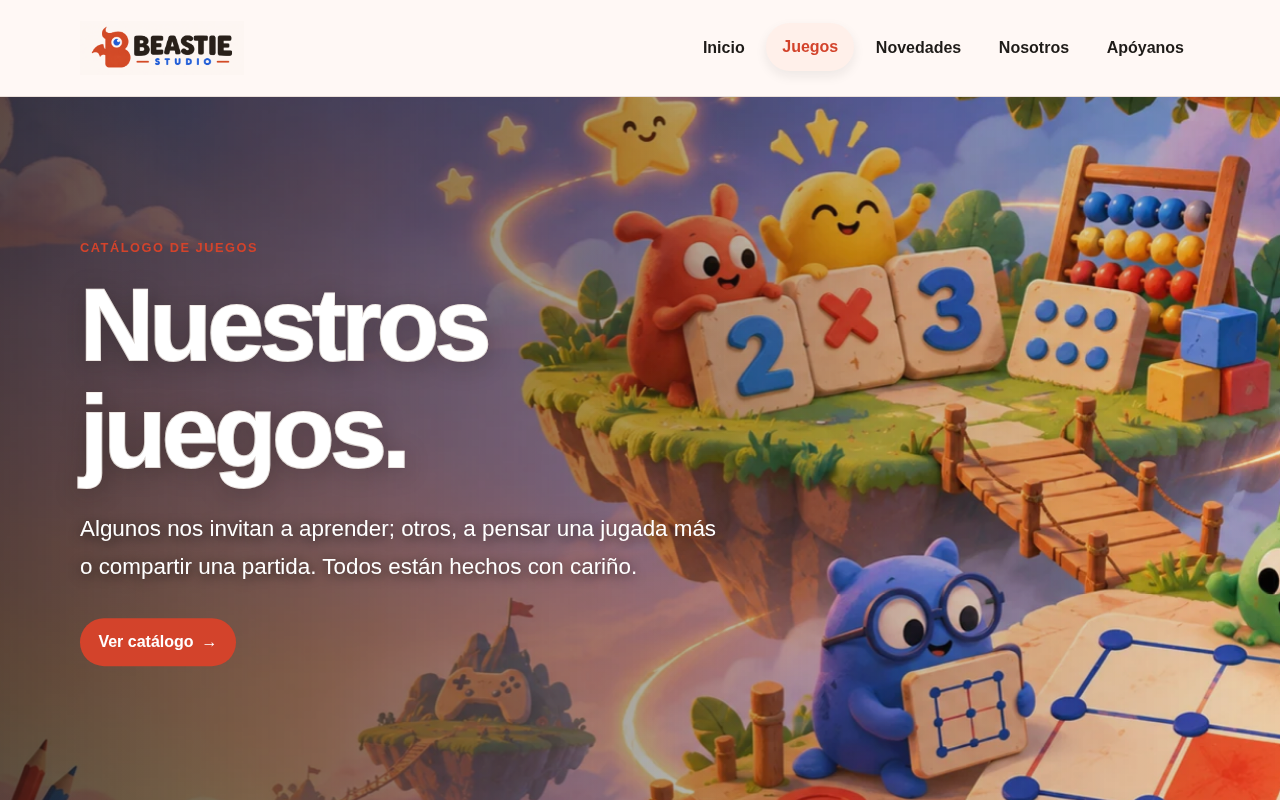 BEASTIE
STUDIO
Inicio
Juegos
Novedades
Nosotros
Apóyanos
CATÁLOGO DE JUEGOS
Nuestros
juegos.
Algunos nos invitan a aprender; otros, a pensar una jugada más
o compartir una partida. Todos están hechos con cariño.
Ver catálogo →
2 × 3